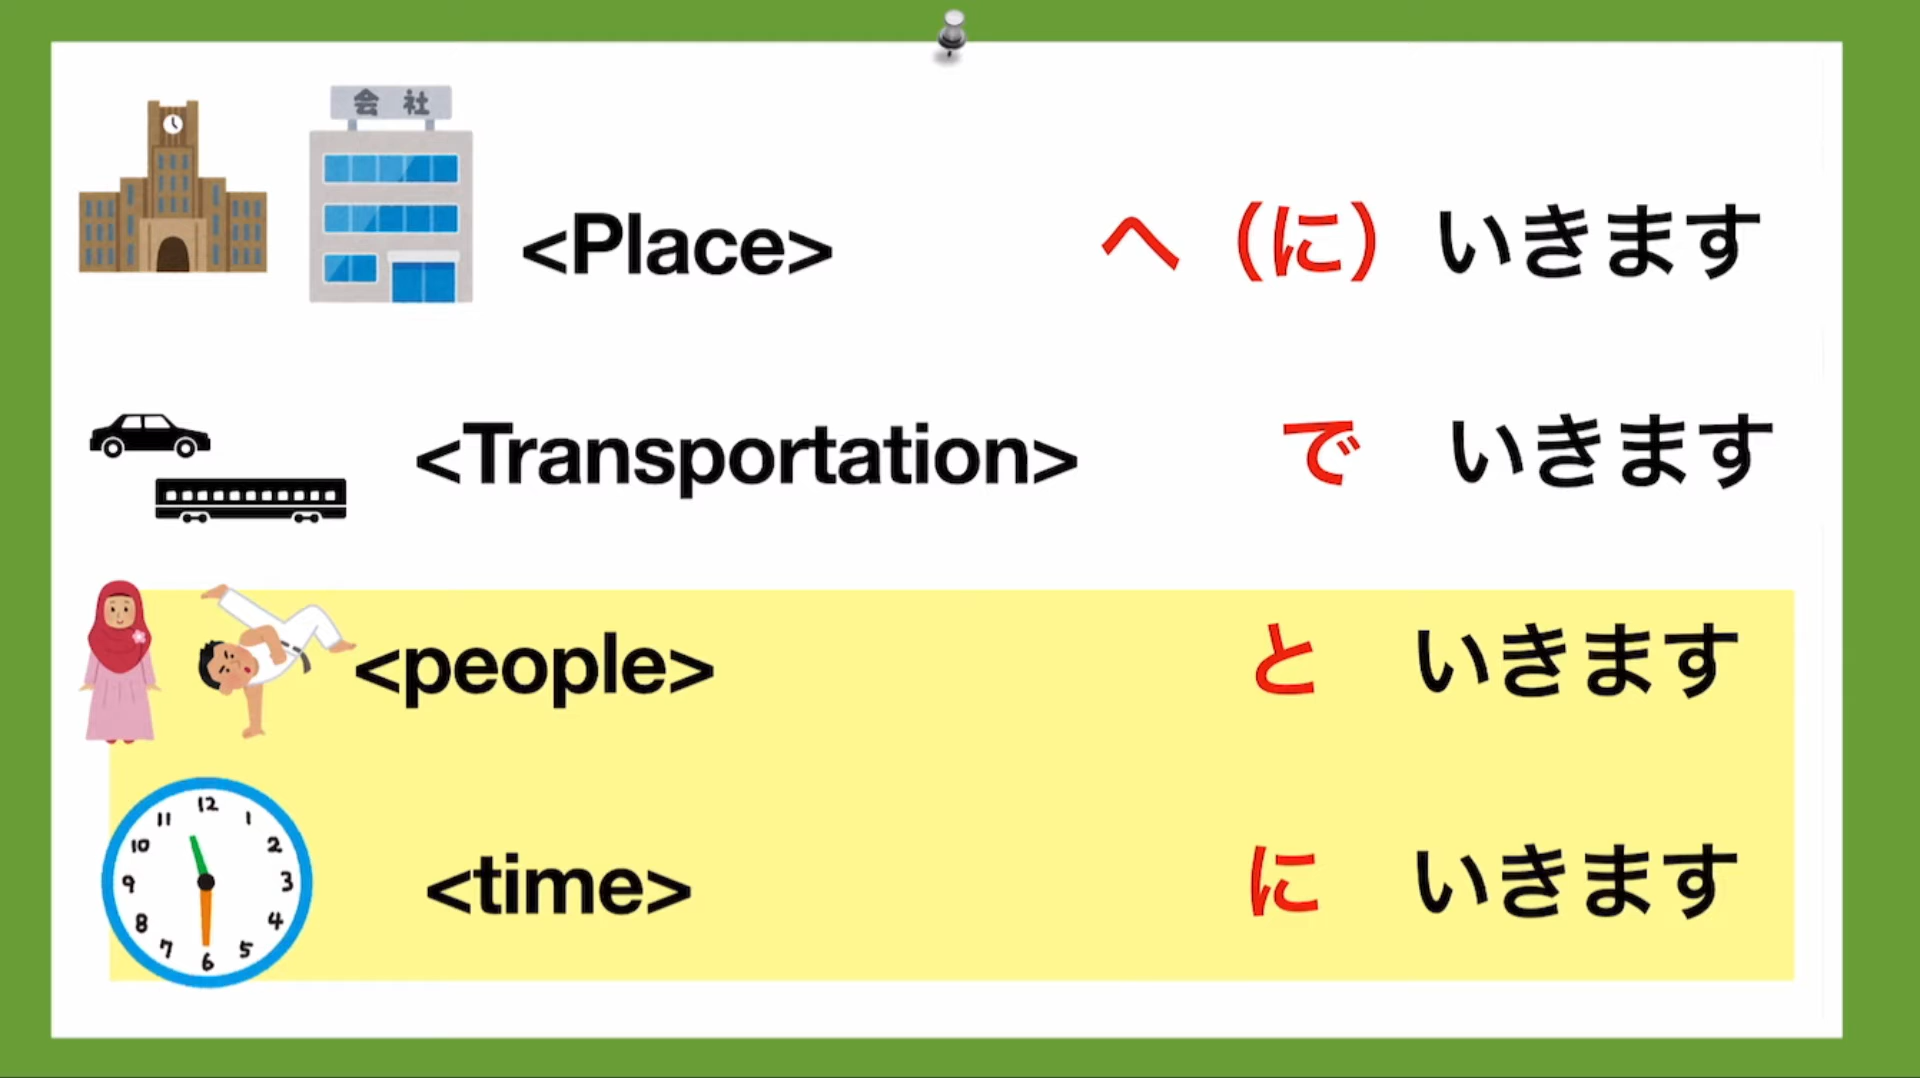 会社
<Place> へ（に）いきます
<Transportation> で いきます
<people> と いきます
<time> に いきます
12
11 1
10 2
9 3
8 4
7 5
6